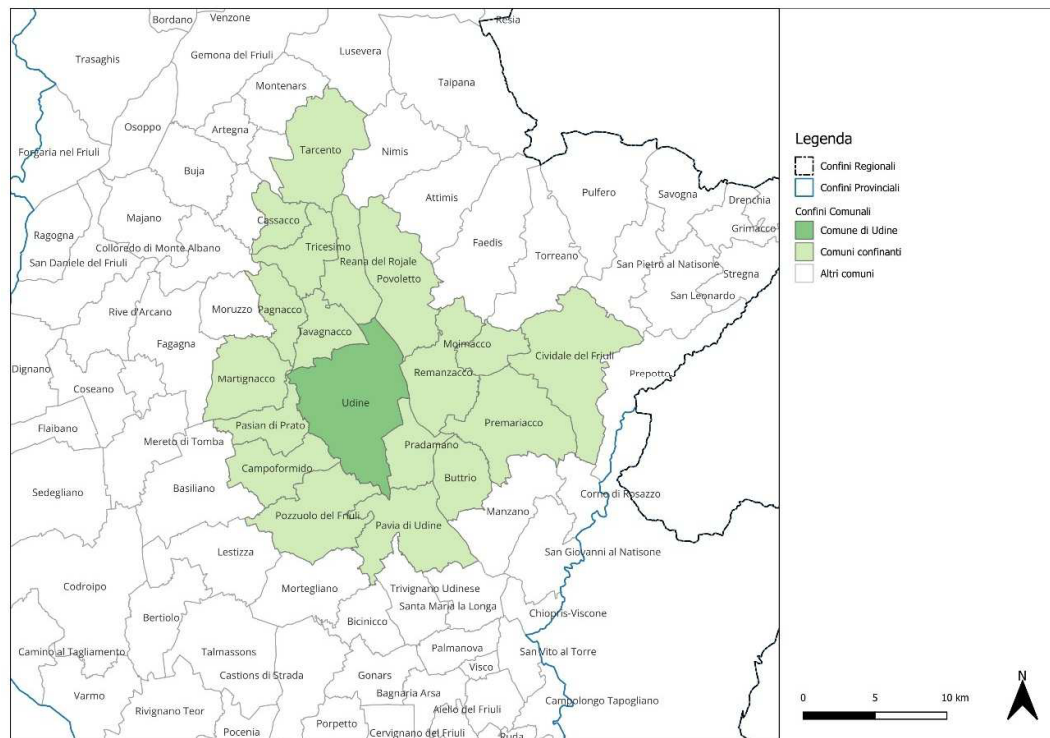 Bordano
Venzone
Resia
Trasaghis
Gemona del Friuli
Lusevera
Taipana
Montenars
Osoppo
Artegna
Forgaria nel Friuli
Tarcento
Nimis
Buja
Attimis
Pulfero
Savogna
Drenchia
Majano
Cassacco
Grimacco
Ragogna
Colloredo di Monte Albano
Tricesimo
Faedis
Torreano
San Daniele del Friuli
Reana del Rojale
San Pietro al Natisone
Stregna
Povoletto
San Leonardo
Rive d'Arcano
Moruzzo
Pagnacco
Tavagnacco
Fagagna
Moimacco
Cividale del Friuli
Dignano
Coseano
Martignacco
Remanzacco
Prepotto
Udine
Flaibano
Mereto di Tomba
Pasian di Prato
Premariacco
Pradamano
Campoformido
Buttrio
Sedegliano
Basiliano
Corno di Rosazzo
Pozzuolo del Friuli
Pavia di Udine
Manzano
Lestizza
San Giovanni al Natisone
Codroipo
Mortegliano
Trivignano Udinese
Santa Maria la Longa
Bertiolo
Bicinicco
Chiopris-Viscone
Camino al Tagliamento
Talmassons
Palmanova
San Vito al Torre
Castions di Strada
Gonars
Visco
Varmo
Bagnaria Arsa
Campolongo Tapogliano
Rivignano Teor
Aiello del Friuli
Pocenia
Porpetto
Cervignano del Friuli
Ruda
Legenda
Confini Regionali
Confini Provinciali
Confini Comunali
Comune di Udine
Comuni confinanti
Altri comuni
N
0 5 10 km